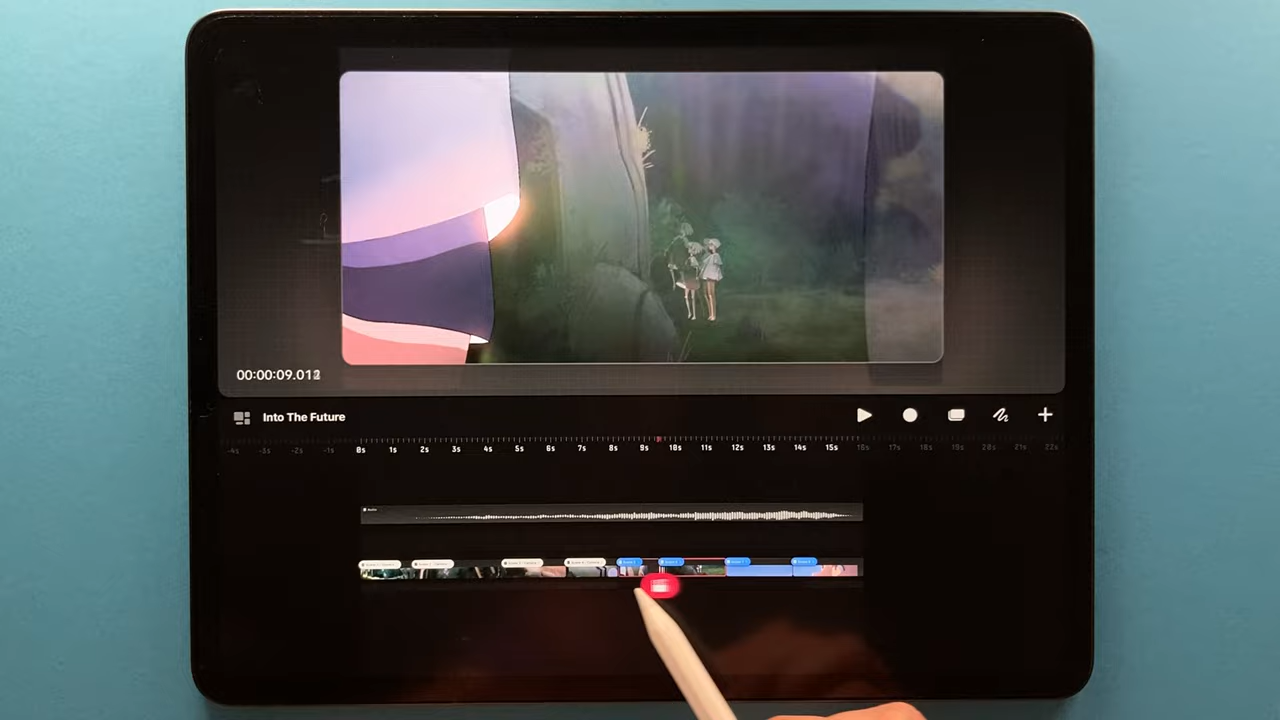 00:00:09.012
Into The Future
-4s -3s -2s -1s 0s 1s 2s 3s 4s 5s 6s 7s 8s 9s 10s 11s 12s 13s 14s 15s 16s 17s 18s 19s 20s 21s 22s
Audio